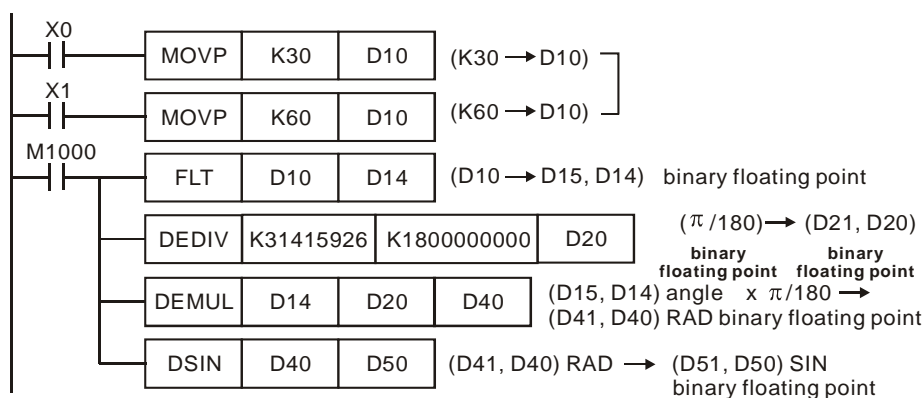 X0
MOVP K30 D10 (K30 → D10)
X1
MOVP K60 D10 (K60 → D10)
M1000
FLT D10 D14 (D10 → D15, D14) binary floating point
DEDIV K31415926 K1800000000 D20 (π/180) → (D21, D20)
binary floating point binary floating point
DEMUL D14 D20 D40 (D15, D14) angle x π/180 →
(D41, D40) RAD binary floating point
DSIN D40 D50 (D41, D40) RAD → (D51, D50) SIN
binary floating point